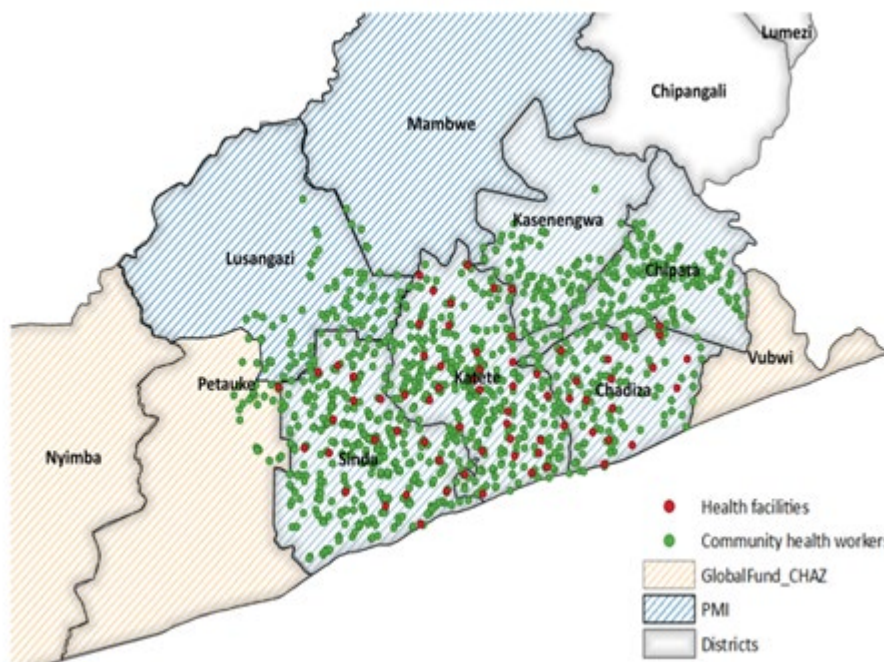 Lumezi
Chipangali
Mambwe
Kasenengwa
Lusangazi
Chipata
Vubwi
Petauke
Katete
Chadiza
Nyimba
Sinda
Health facilities
Community health workers
GlobalFund_CHAZ
PMI
Districts